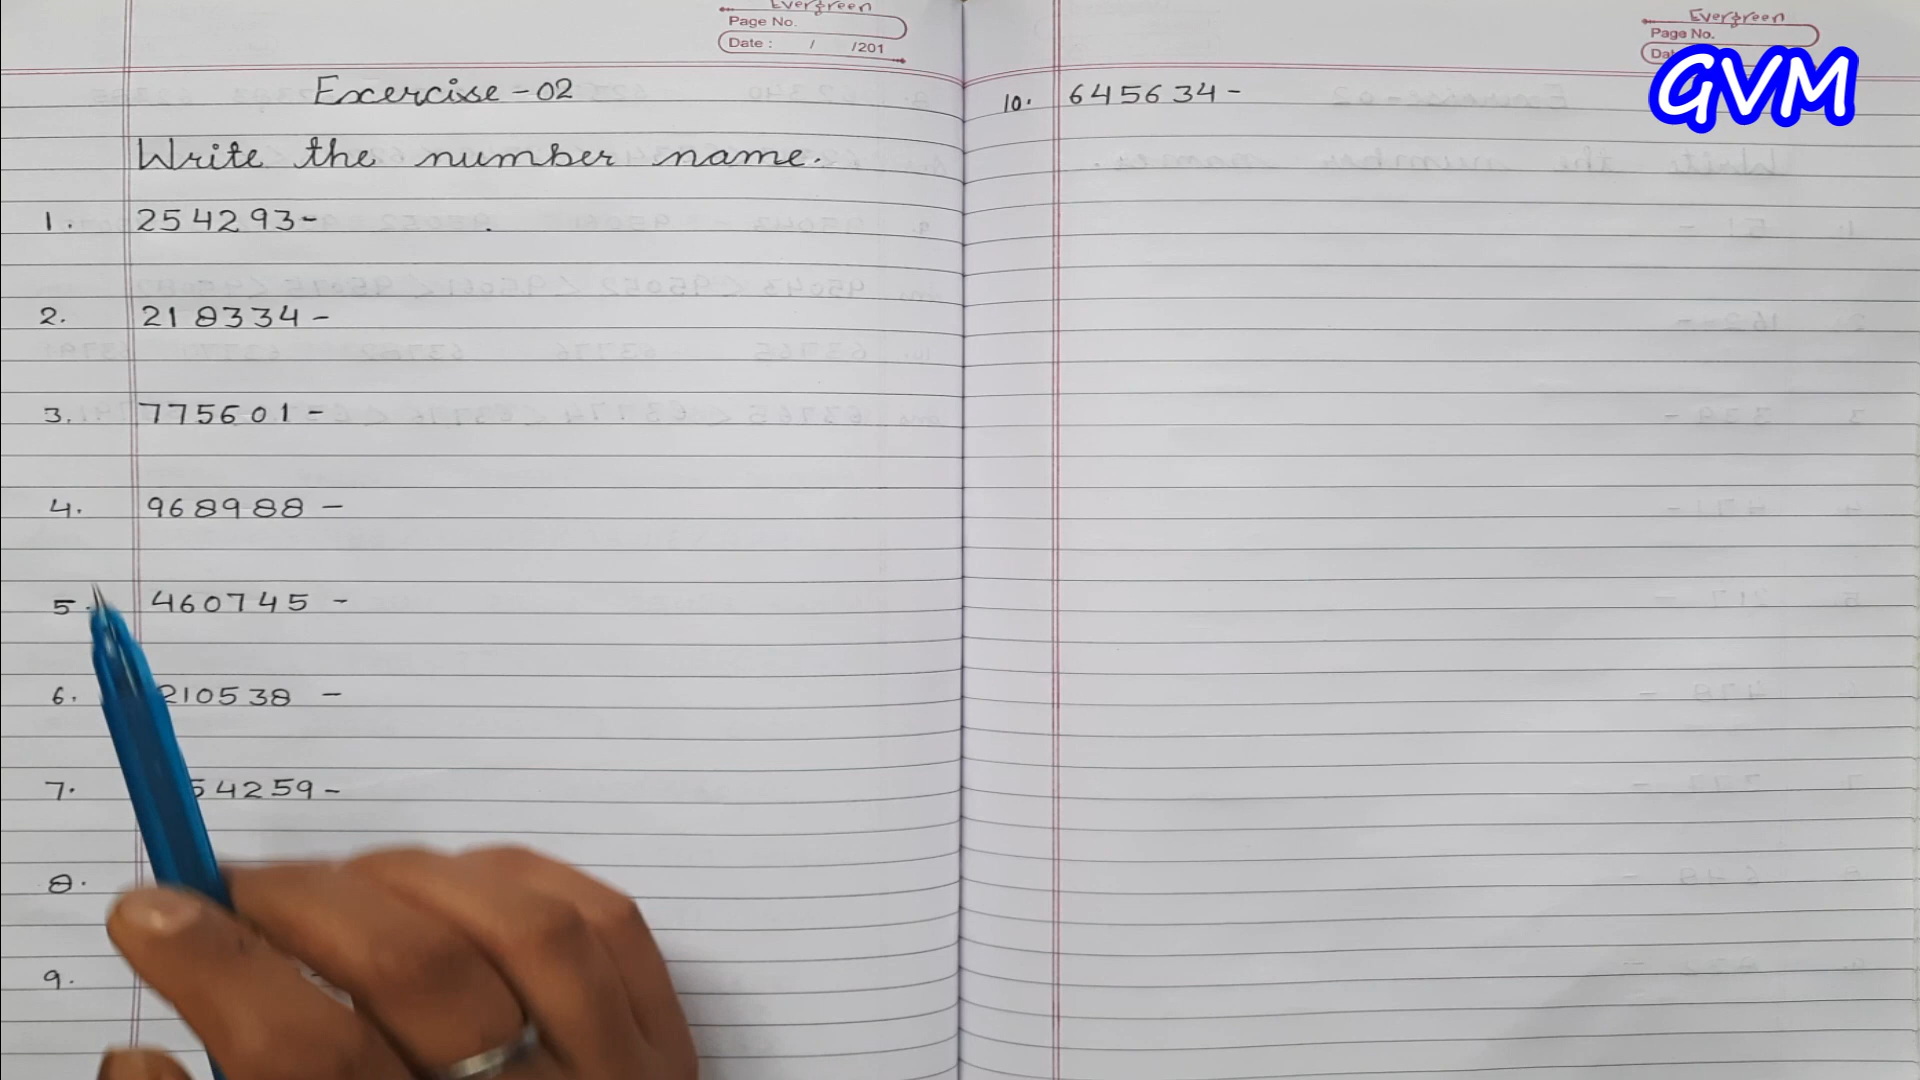 Evergreen
Page No.
Date : / /201
Excercise - 02
Write the number name.
1. 254293-
2. 218334 -
3. 775601 -
4. 968988 -
5. 460745 -
6. 210538 -
7. 54259-
8.
9.
Evergreen
Page No.
10. 645634-
GVM